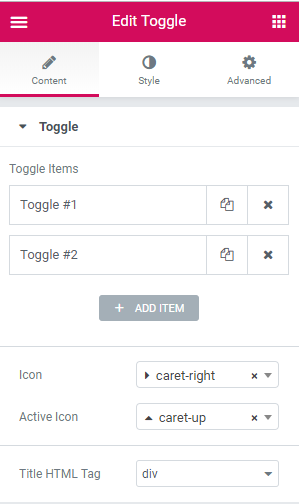 Edit Toggle
Content Style Advanced
Toggle
Toggle Items
Toggle #1
Toggle #2
ADD ITEM
Icon caret-right
Active Icon caret-up
Title HTML Tag div